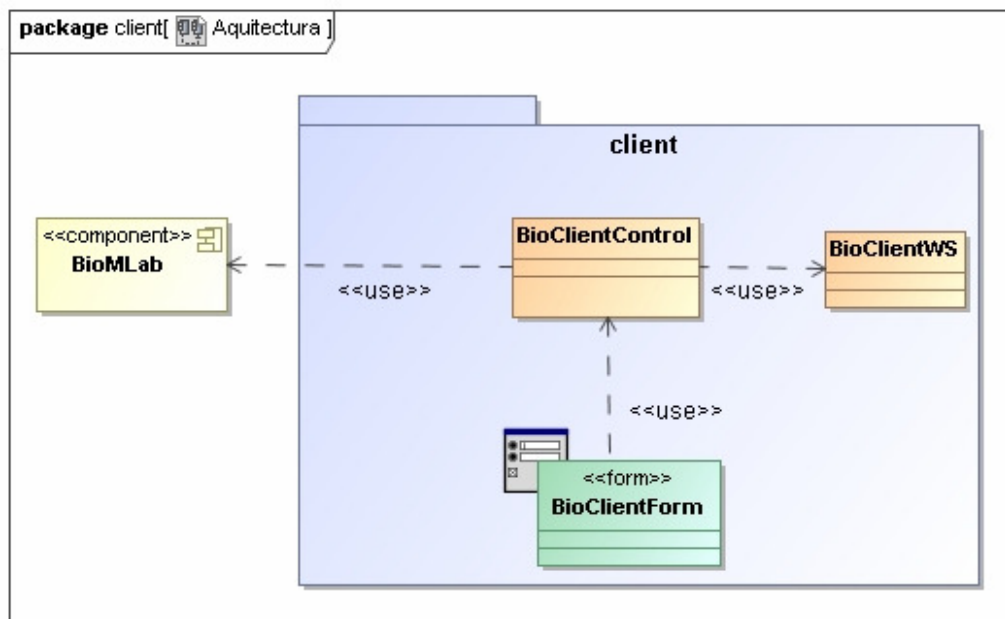 package client[ Aquitectura ]
client
<<component>>
BioMLab
BioClientControl
BioClientWS
<<use>>
<<use>>
<<use>>
<<form>>
BioClientForm